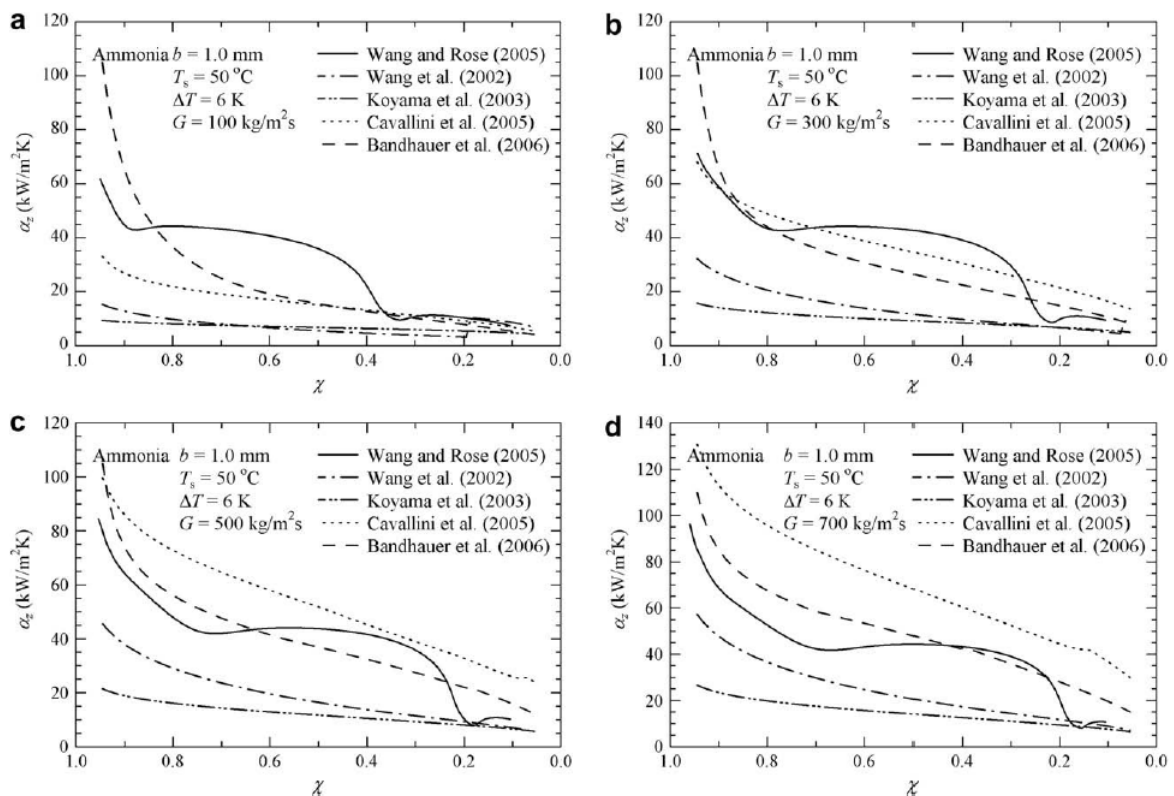 a
120
100
80
60
40
20
0
α_z (kW/m²K)
Ammonia b = 1.0 mm
T_s = 50 °C
ΔT = 6 K
G = 100 kg/m²s
Wang and Rose (2005)
Wang et al. (2002)
Koyama et al. (2003)
Cavallini et al. (2005)
Bandhauer et al. (2006)
1.0 0.8 0.6 0.4 0.2 0.0
χ
b
120
100
80
60
40
20
0
α_z (kW/m²K)
Ammonia b = 1.0 mm
T_s = 50 °C
ΔT = 6 K
G = 300 kg/m²s
Wang and Rose (2005)
Wang et al. (2002)
Koyama et al. (2003)
Cavallini et al. (2005)
Bandhauer et al. (2006)
1.0 0.8 0.6 0.4 0.2 0.0
χ
c
120
100
80
60
40
20
0
α_z (kW/m²K)
Ammonia b = 1.0 mm
T_s = 50 °C
ΔT = 6 K
G = 500 kg/m²s
Wang and Rose (2005)
Wang et al. (2002)
Koyama et al. (2003)
Cavallini et al. (2005)
Bandhauer et al. (2006)
1.0 0.8 0.6 0.4 0.2 0.0
χ
d
140
120
100
80
60
40
20
0
α_z (kW/m²K)
Ammonia b = 1.0 mm
T_s = 50 °C
ΔT = 6 K
G = 700 kg/m²s
Wang and Rose (2005)
Wang et al. (2002)
Koyama et al. (2003)
Cavallini et al. (2005)
Bandhauer et al. (2006)
1.0 0.8 0.6 0.4 0.2 0.0
χ